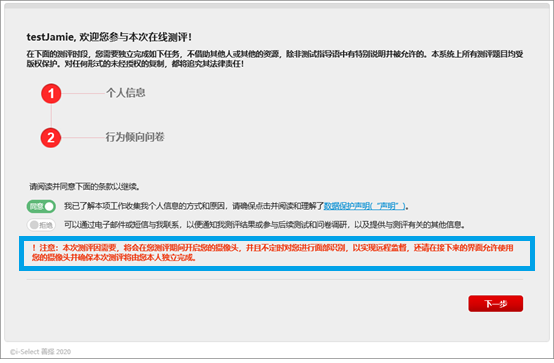 testJamie, 欢迎您参与本次在线测评！
在下面的测评时段，您需要独立完成如下任务，不借助其他人或其他的资源，除非测试指导语中有特别说明并被允许的。本系统上所有测评题目均受
版权保护。对任何形式的未经授权的复制，都将追究其法律责任！
1 个人信息
2 行为倾向问卷
请阅读并同意下面的条款以继续。
同意 我已了解本项工作收集我个人信息的方式和原因，请确保点击并阅读和理解了数据保护声明(“声明”)。
拒绝 可以通过电子邮件或短信与我联系，以便通知我测评结果或参与后续测试和问卷调研，以及提供与测评有关的其他信息。
！注意：本次测评因需要，将会在您测评期间开启您的摄像头，并且不定时对您进行面部识别，以实现远程监督，还请在接下来的界面允许使用
您的摄像头并确保本次测评将由您本人独立完成。
下一步
©i-Select 嘉扬 2020